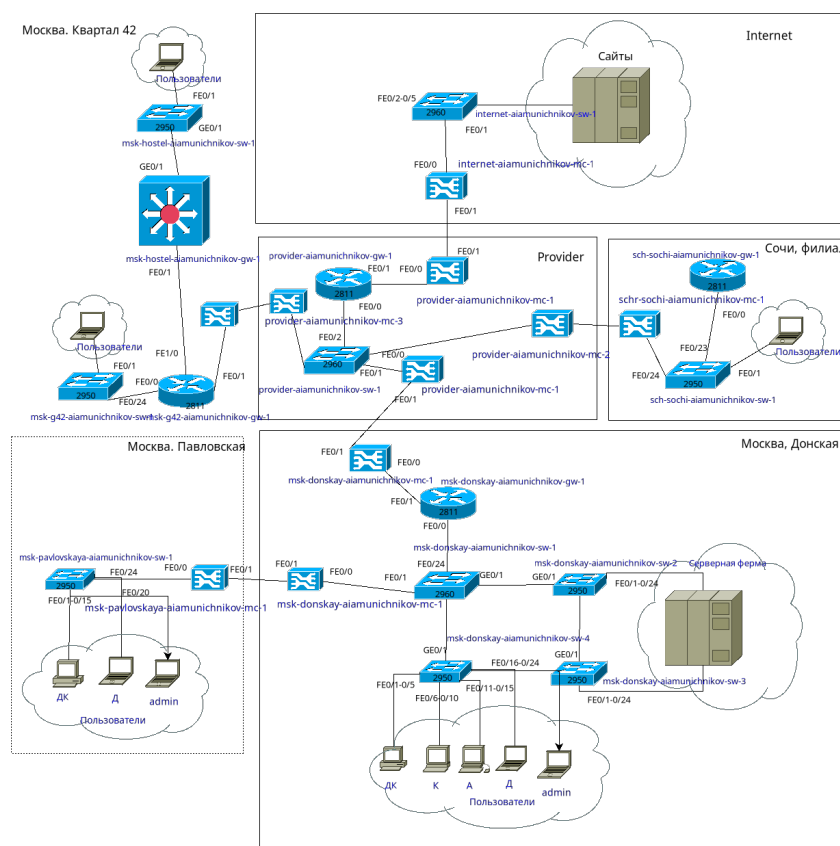 Москва. Квартал 42
Пользователи
FE0/1
2950
GE0/1
msk-hostel-aiamunichnikov-sw-1
GE0/1
msk-hostel-aiamunichnikov-gw-1
FE0/1
Пользователи
FE0/1
FE1/0
FE0/0
FE0/1
2950
FE0/24
2811
msk-g42-aiamunichnikov-gw-1
Internet
Сайты
FE0/2-0/5
2960
internet-aiamunichnikov-sw-1
FE0/1
FE0/0
internet-aiamunichnikov-mc-1
FE0/1
Provider
provider-aiamunichnikov-gw-1
FE0/1
FE0/1
FE0/0
2811
FE0/0
provider-aiamunichnikov-mc-1
provider-aiamunichnikov-mc-3
FE0/2
2960
FE0/0
FE0/1
provider-aiamunichnikov-mc-2
provider-aiamunichnikov-sw-1
provider-aiamunichnikov-mc-1
FE0/1
Сочи, филиал
sch-sochi-aiamunichnikov-gw-1
2811
schr-sochi-aiamunichnikov-mc-1
FE0/0
FE0/23
Пользователи
FE0/24
2950
FE0/1
sch-sochi-aiamunichnikov-sw-1
Москва. Павловская
msk-pavlovskaya-aiamunichnikov-sw-1
FE0/24
FE0/0
FE0/1
2950
FE0/20
FE0/1-0/15
msk-pavlovskaya-aiamunichnikov-mc-1
ДК
Д
admin
Пользователи
Москва, Донская
FE0/1
FE0/0
msk-donskay-aiamunichnikov-mc-1
msk-donskay-aiamunichnikov-gw-1
FE0/1
2811
FE0/0
msk-donskay-aiamunichnikov-sw-1
FE0/24
FE0/1
FE0/0
FE0/1
GE0/1
GE0/1
2960
msk-donskay-aiamunichnikov-mc-1
msk-donskay-aiamunichnikov-sw-2
Серверная ферма
FE0/1-0/24
2950
msk-donskay-aiamunichnikov-sw-4
GE0/1
GE0/1
FE0/16-0/24
2950
2950
msk-donskay-aiamunichnikov-sw-3
FE0/1-0/5
FE0/11-0/15
FE0/6-0/10
FE0/1-0/24
ДК
К
А
Д
admin
Пользователи